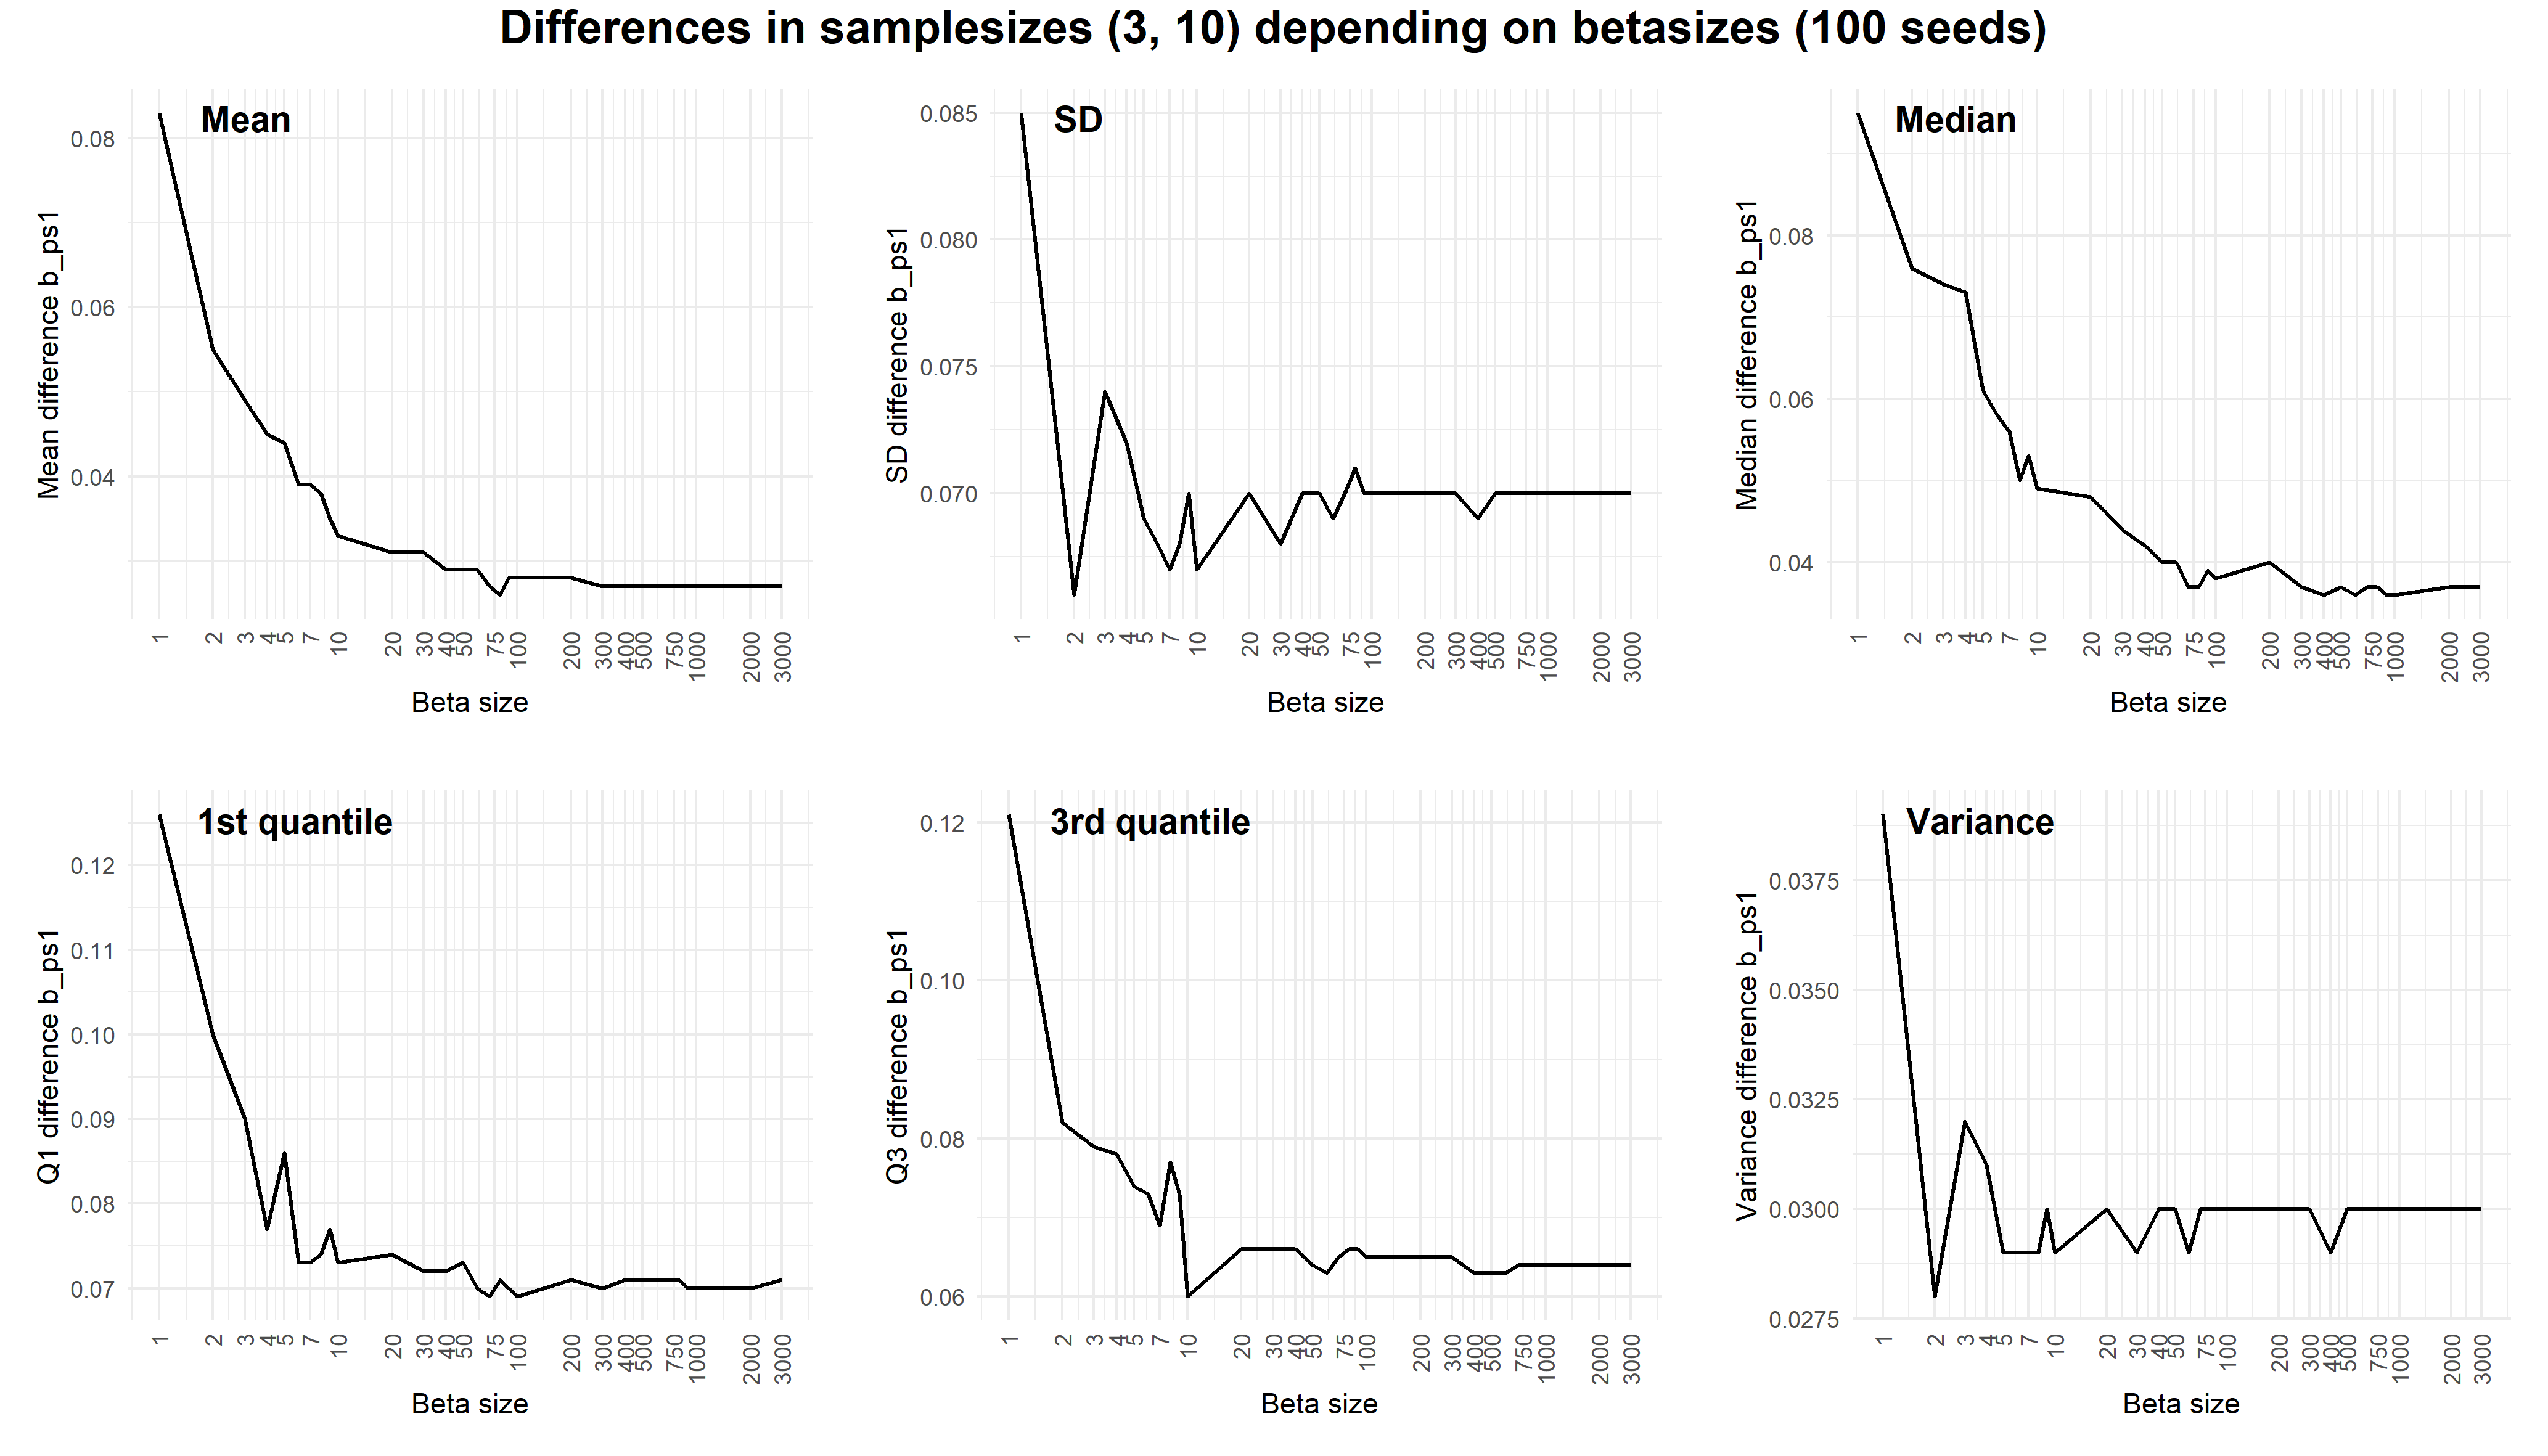 Differences in samplesizes (3, 10) depending on betasizes (100 seeds)
Mean
Mean difference b_ps1
0.08
0.06
0.04
1 2 3 4 5 7 10 20 30 40 50 75 100 200 300 400 500 750 1000 2000 3000
Beta size
SD
SD difference b_ps1
0.085
0.080
0.075
0.070
1 2 3 4 5 7 10 20 30 40 50 75 100 200 300 400 500 750 1000 2000 3000
Beta size
Median
Median difference b_ps1
0.08
0.06
0.04
1 2 3 4 5 7 10 20 30 40 50 75 100 200 300 400 500 750 1000 2000 3000
Beta size
1st quantile
Q1 difference b_ps1
0.12
0.11
0.10
0.09
0.08
0.07
1 2 3 4 5 7 10 20 30 40 50 75 100 200 300 400 500 750 1000 2000 3000
Beta size
3rd quantile
Q3 difference b_ps1
0.12
0.10
0.08
0.06
1 2 3 4 5 7 10 20 30 40 50 75 100 200 300 400 500 750 1000 2000 3000
Beta size
Variance
Variance difference b_ps1
0.0375
0.0350
0.0325
0.0300
0.0275
1 2 3 4 5 7 10 20 30 40 50 75 100 200 300 400 500 750 1000 2000 3000
Beta size